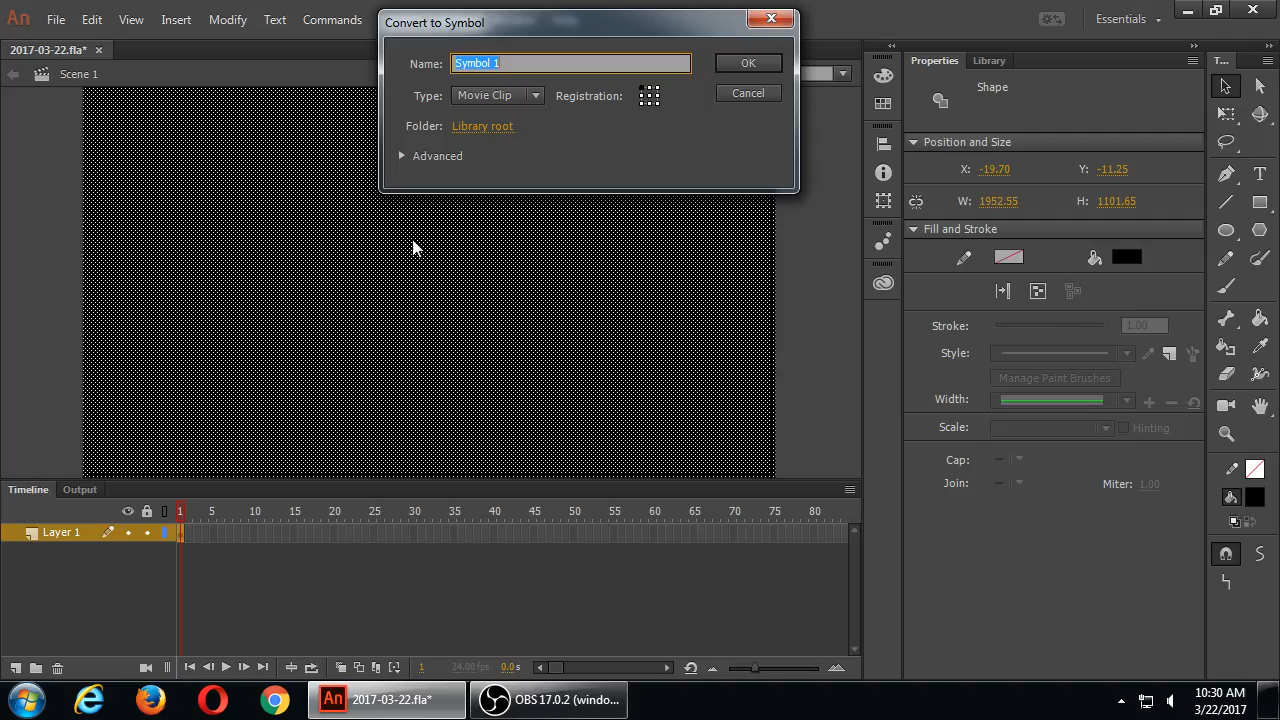 An File Edit View Insert Modify Text Commands
Convert to Symbol
Essentials
2017-03-22.fla*
Scene 1
Name: Symbol 1 OK
Type: Movie Clip Registration: Cancel
Folder: Library root
Advanced
Properties Library T...
Shape
Position and Size
X: -19.70 Y: -11.25
W: 1952.55 H: 1101.65
Fill and Stroke
Stroke: 1.00
Style:
Manage Paint Brushes
Width:
Scale: Hinting
Cap:
Join: Miter: 1.00
Timeline Output
1 5 10 15 20 25 30 35 40 45 50 55 60 65 70 75 80
Layer 1
1 24.00 fps 0.0 s
An 2017-03-22.fla* OBS 17.0.2 (windo...
10:30 AM
3/22/2017